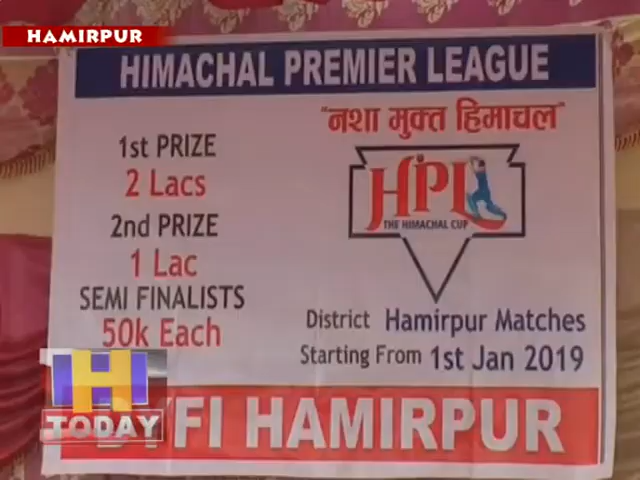 HAMIRPUR
HIMACHAL PREMIER LEAGUE
"नशा मुक्त हिमाचल"
1st PRIZE
2 Lacs
2nd PRIZE
1 Lac
SEMI FINALISTS
50k Each
HPL
THE HIMACHAL CUP
District Hamirpur Matches
Starting From 1st Jan 2019
HAMIRPUR
H
TODAY